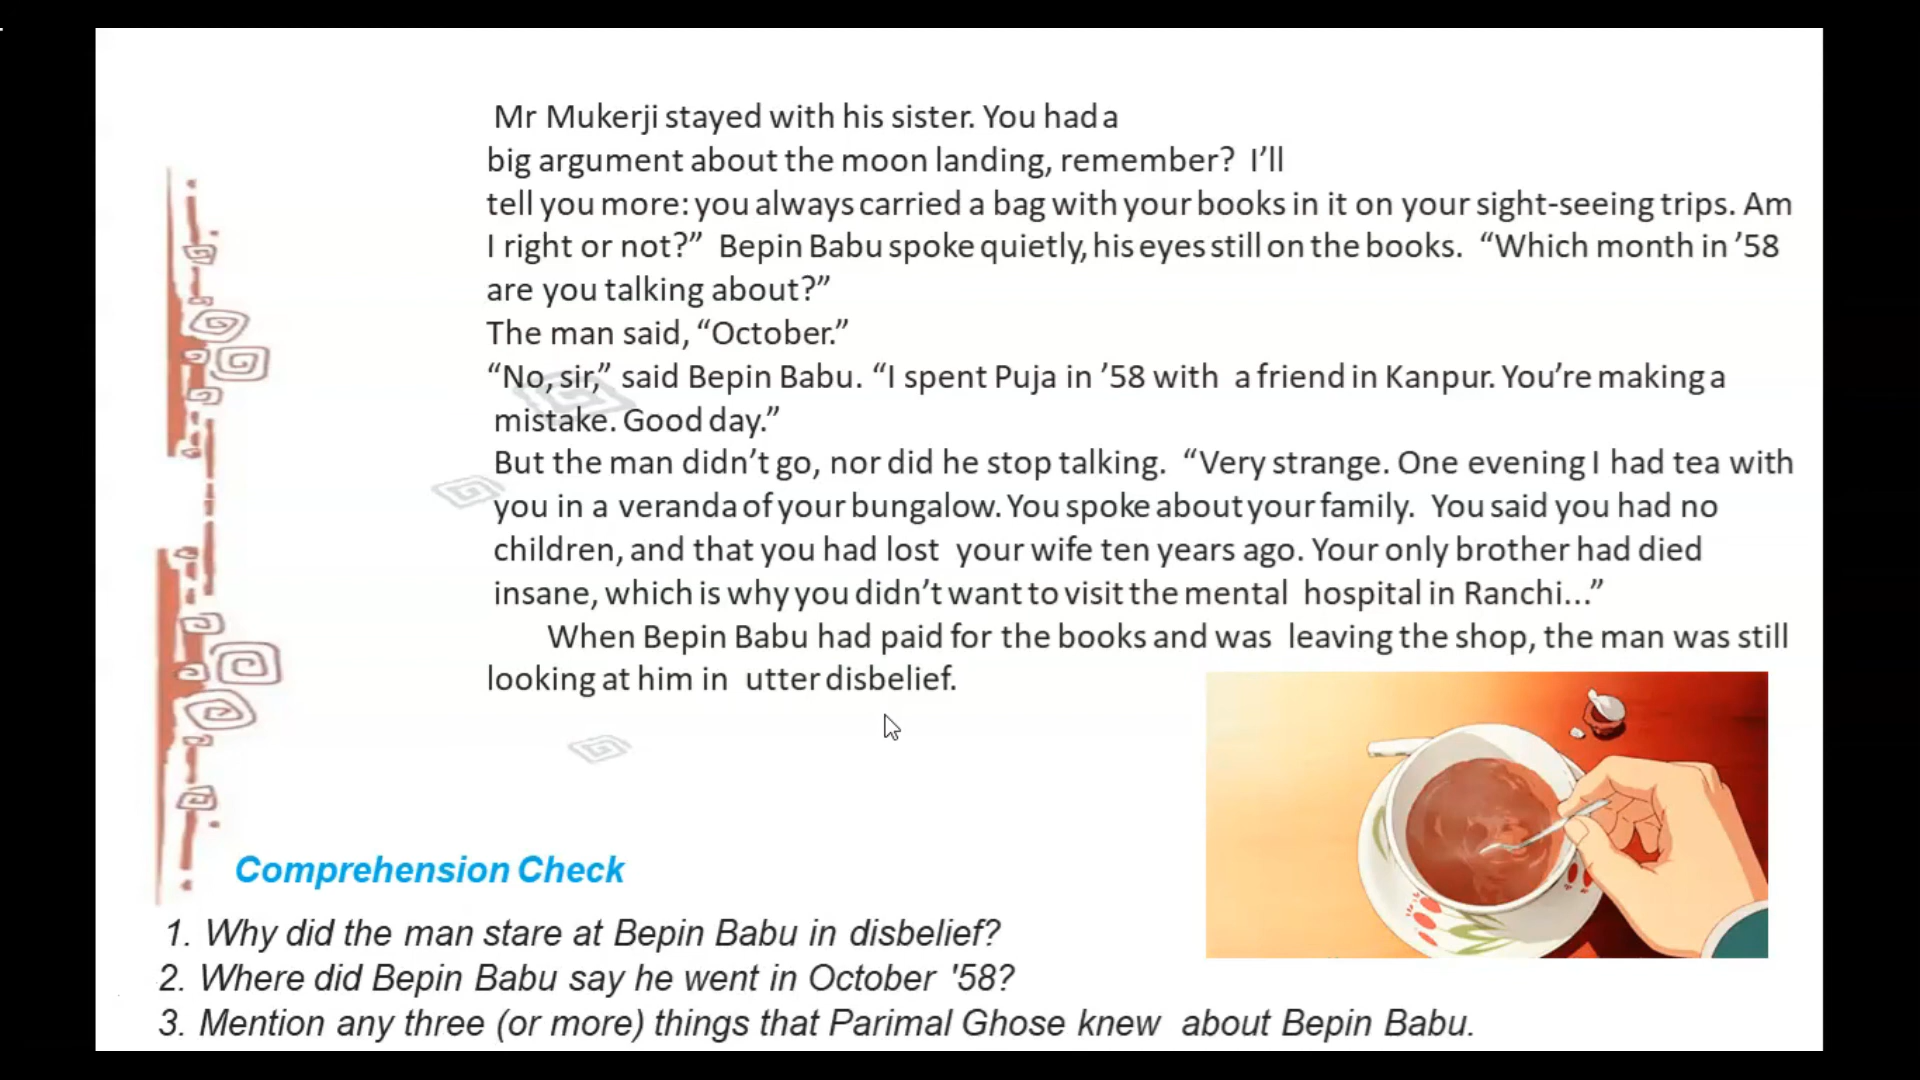 Mr Mukerji stayed with his sister. You had a
big argument about the moon landing, remember? I’ll
tell you more: you always carried a bag with your books in it on your sight-seeing trips. Am
I right or not?” Bepin Babu spoke quietly, his eyes still on the books. “Which month in ’58
are you talking about?”
The man said, “October.”
“No, sir,” said Bepin Babu. “I spent Puja in ’58 with a friend in Kanpur. You’re making a
mistake. Good day.”
But the man didn’t go, nor did he stop talking. “Very strange. One evening I had tea with
you in a veranda of your bungalow. You spoke about your family. You said you had no
children, and that you had lost your wife ten years ago. Your only brother had died
insane, which is why you didn’t want to visit the mental hospital in Ranchi...”
When Bepin Babu had paid for the books and was leaving the shop, the man was still
looking at him in utter disbelief.
Comprehension Check
1. Why did the man stare at Bepin Babu in disbelief?
2. Where did Bepin Babu say he went in October '58?
3. Mention any three (or more) things that Parimal Ghose knew about Bepin Babu.